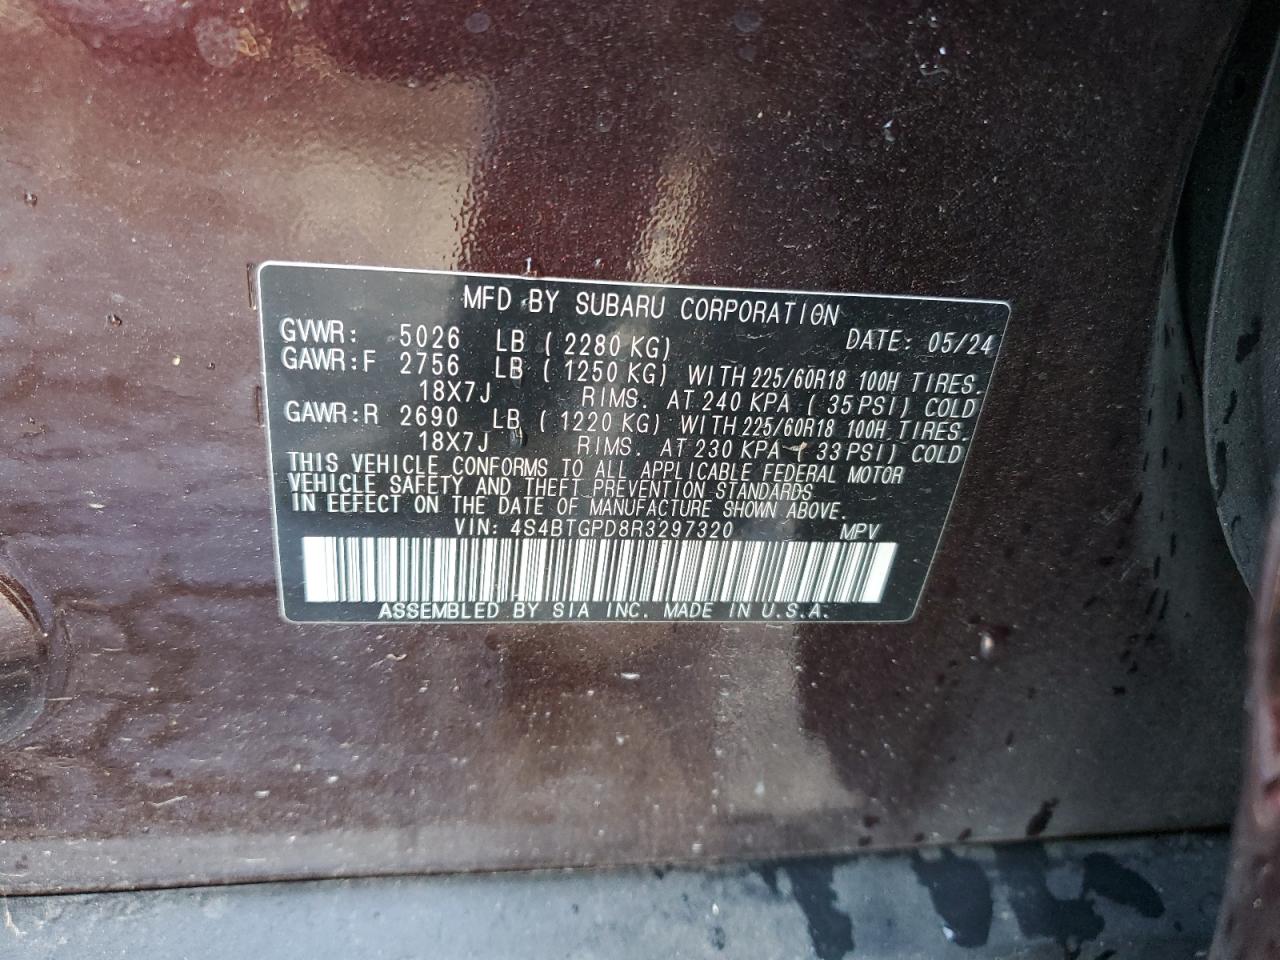 MFD BY SUBARU CORPORATION
GVWR: 5026 LB ( 2280 KG) DATE: 05/24
GAWR:F 2756 LB ( 1250 KG) WITH 225/60R18 100H TIRES.
18X7J RIMS. AT 240 KPA ( 35 PSI) COLD
GAWR:R 2690 LB ( 1220 KG) WITH 225/60R18 100H TIRES.
18X7J RIMS. AT 230 KPA ( 33 PSI) COLD
THIS VEHICLE CONFORMS TO ALL APPLICABLE FEDERAL MOTOR
VEHICLE SAFETY AND THEFT PREVENTION STANDARDS
IN EFFECT ON THE DATE OF MANUFACTURE SHOWN ABOVE.
VIN: 4S4BTGPD8R3297320 MPV
ASSEMBLED BY SIA INC. MADE IN U.S.A.